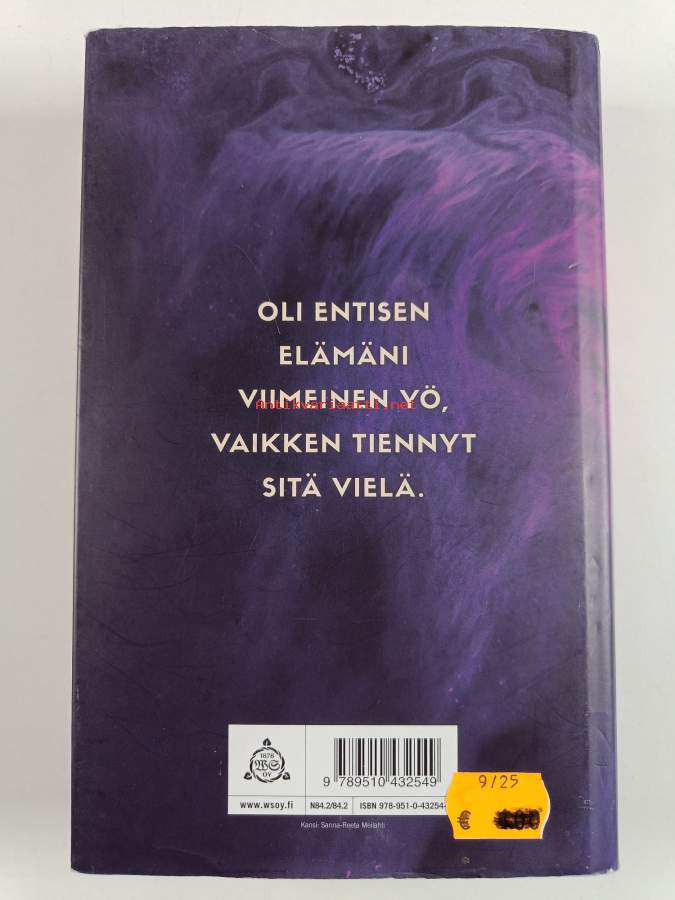 OLI ENTISEN
ELÄMÄNI
VIIMEINEN YÖ,
Antikvariaatti.net
VAIKKEN TIENNYT
SITÄ VIELÄ.
1878
WS
OY
9 789510 432549
9/25
www.wsoy.fi
N84.2/84.2
ISBN 978-951-0-43254-
Kansi: Sanna-Reeta Meilahti